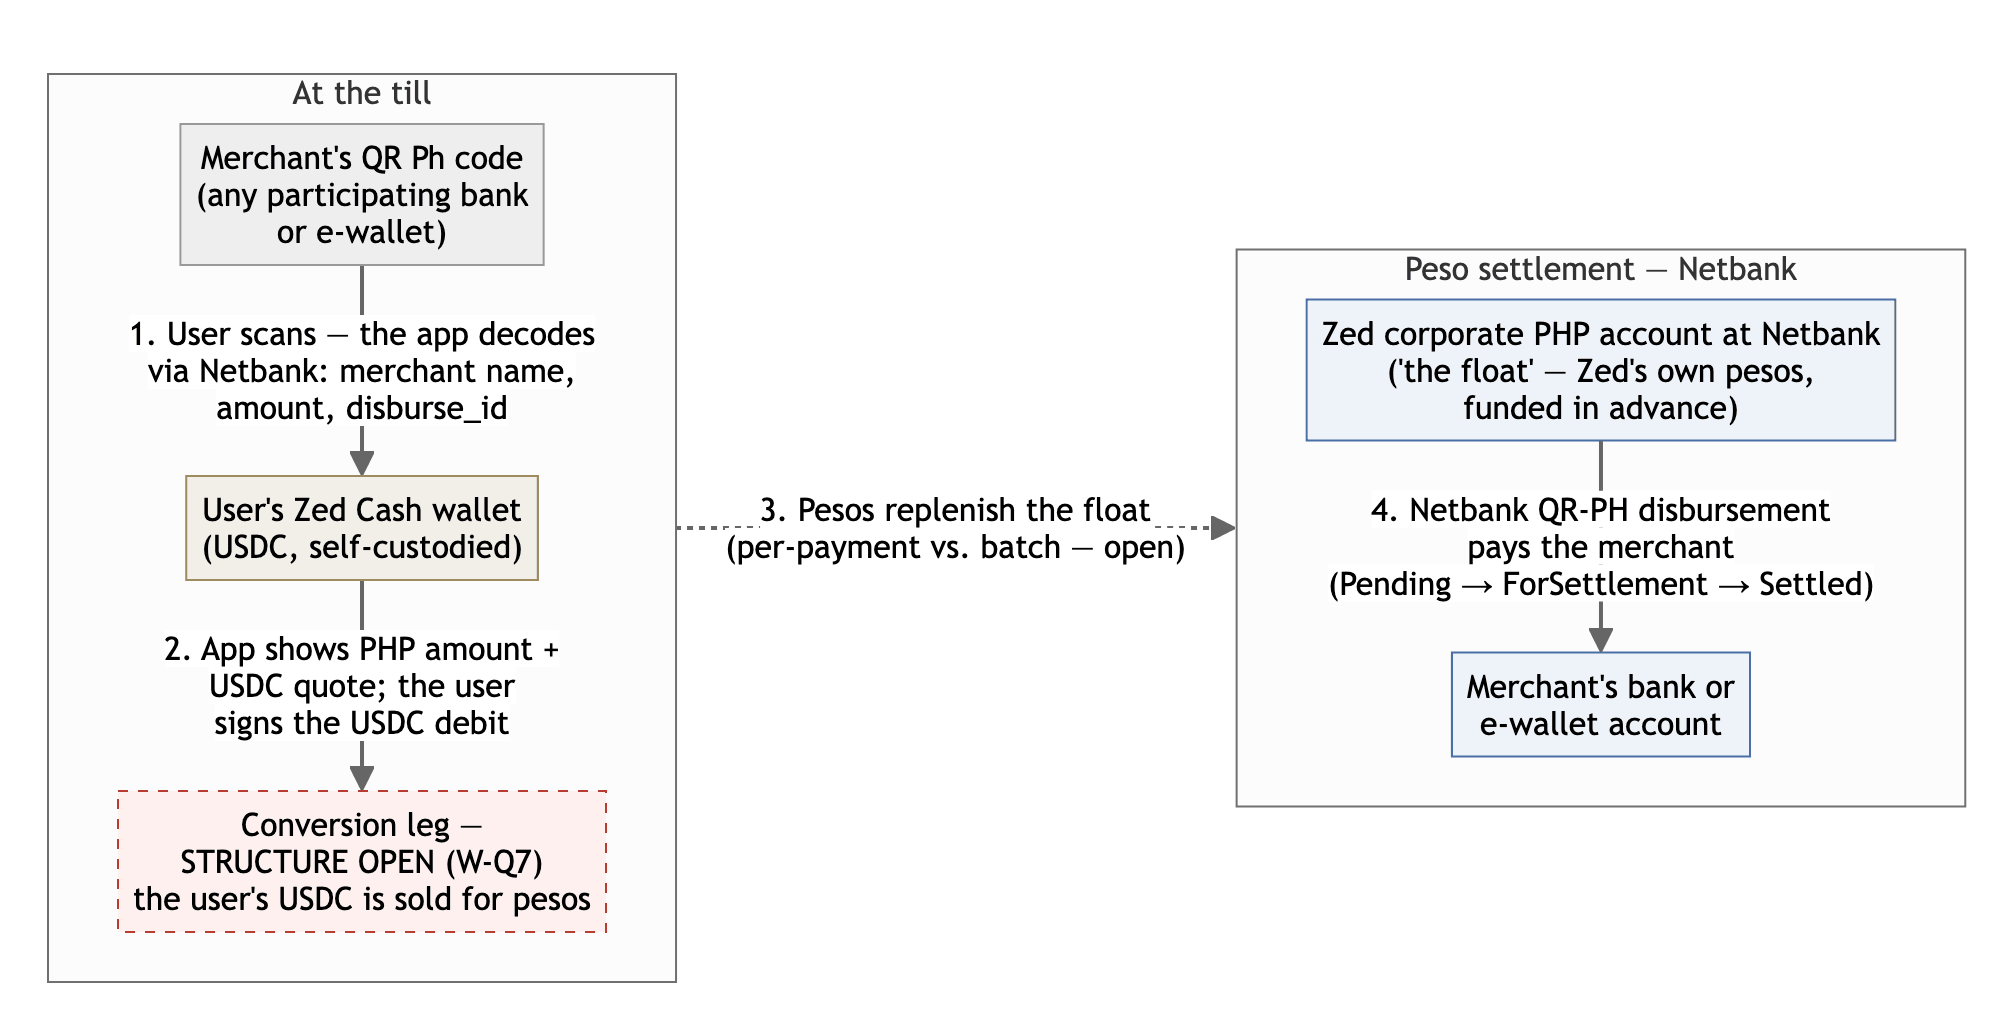 At the till
Merchant's QR Ph code
(any participating bank
or e-wallet)
1. User scans — the app decodes
via Netbank: merchant name,
amount, disburse_id
User's Zed Cash wallet
(USDC, self-custodied)
2. App shows PHP amount +
USDC quote; the user
signs the USDC debit
Conversion leg —
STRUCTURE OPEN (W-Q7)
the user's USDC is sold for pesos
3. Pesos replenish the float
(per-payment vs. batch — open)
Peso settlement — Netbank
Zed corporate PHP account at Netbank
('the float' — Zed's own pesos,
funded in advance)
4. Netbank QR-PH disbursement
pays the merchant
(Pending → ForSettlement → Settled)
Merchant's bank or
e-wallet account